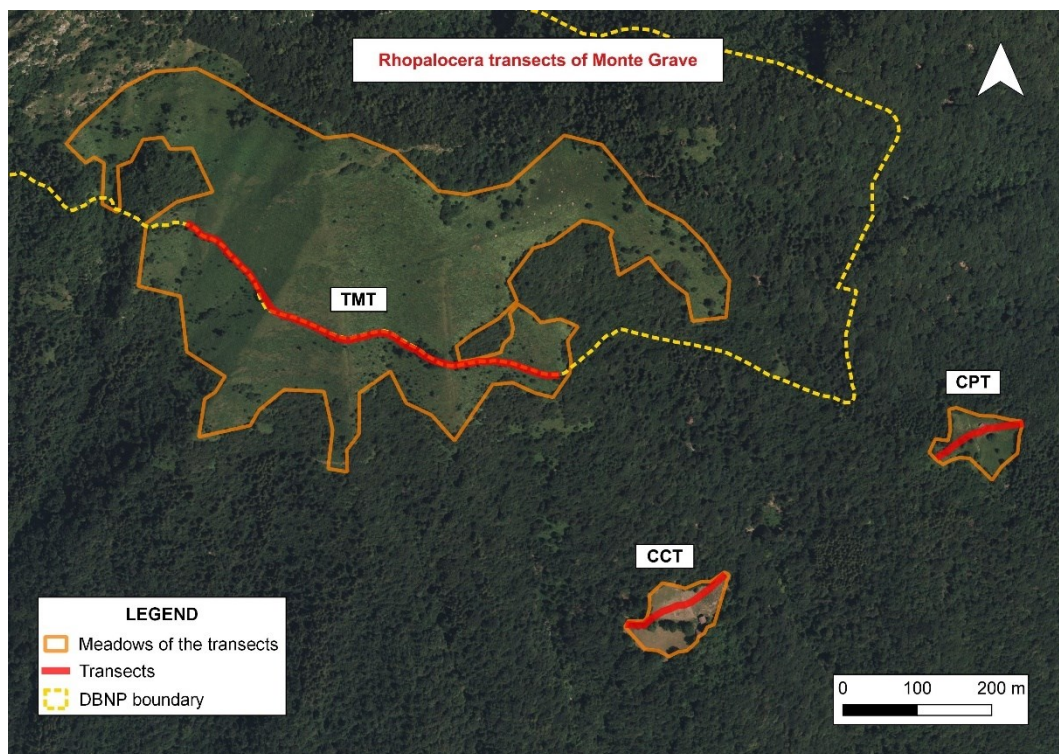 Rhopalocera transects of Monte Grave
TMT
CPT
CCT
LEGEND
Meadows of the transects
Transects
DBNP boundary
0 100 200 m